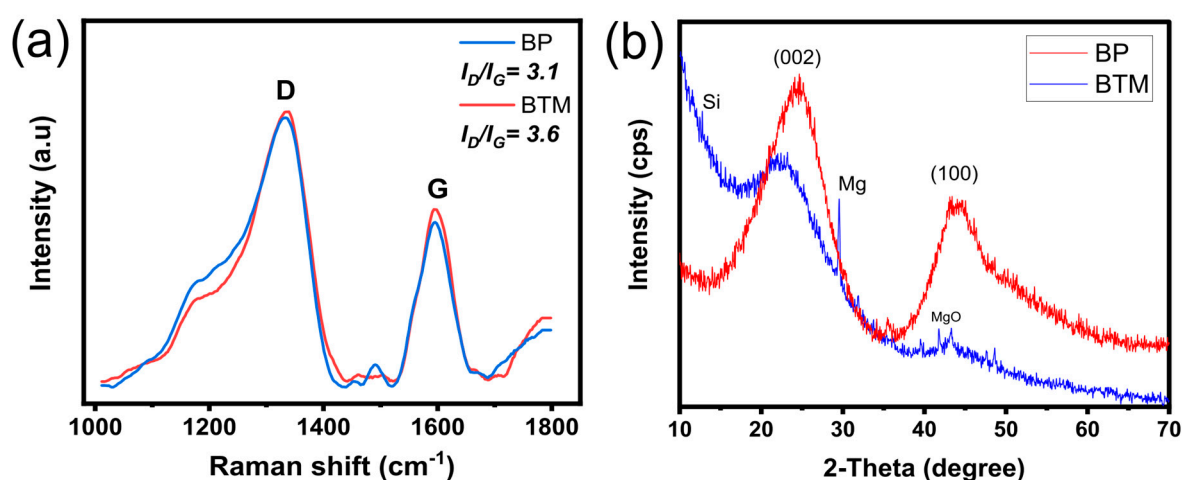 (a)
BP
I_D/I_G= 3.1
BTM
I_D/I_G= 3.6
D
G
Intensity (a.u)
1000 1200 1400 1600 1800
Raman shift (cm⁻¹)
(b)
BP
BTM
(002)
Si
Mg
(100)
MgO
Intensity (cps)
10 20 30 40 50 60 70
2-Theta (degree)